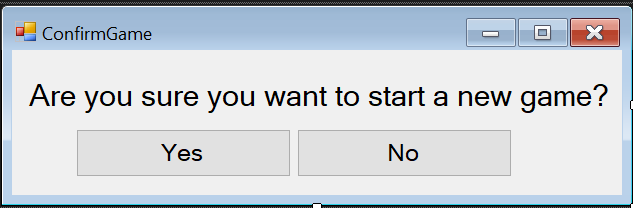 ConfirmGame
Are you sure you want to start a new game?
Yes No